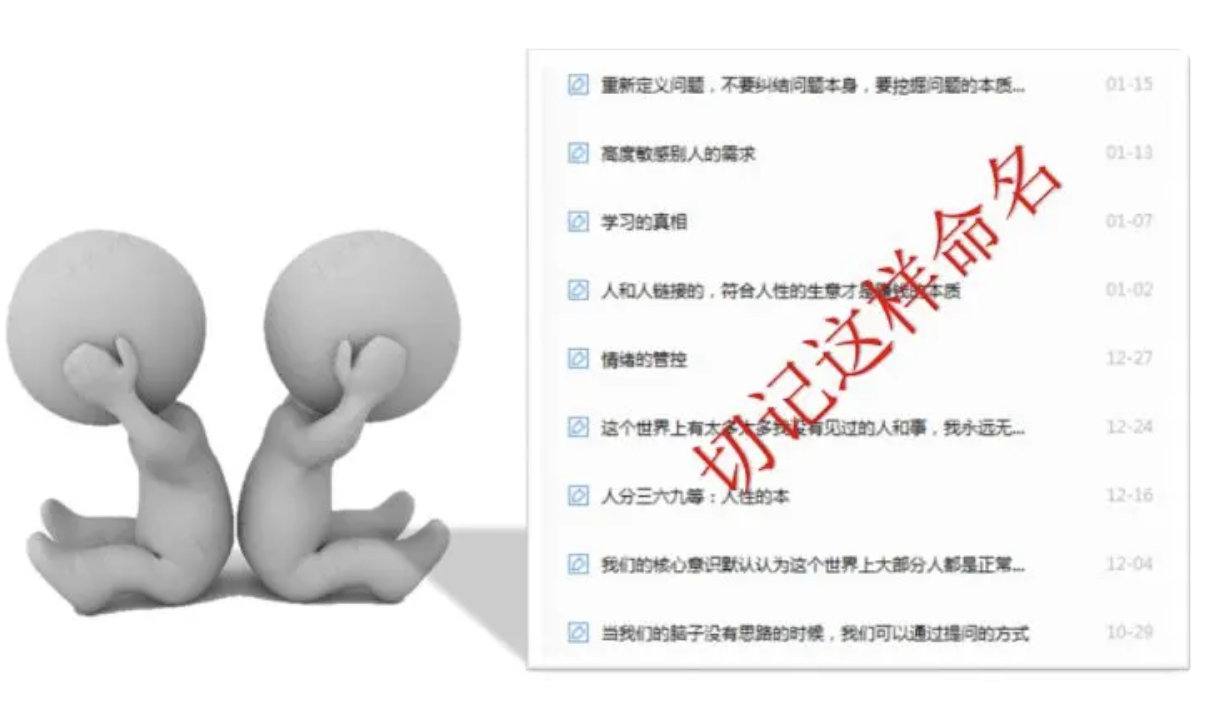 重新定义问题，不要纠结问题本身，要挖掘问题的本质... 01-15
高度敏感别人的需求 01-13
学习的真相 01-07
人和人链接的，符合人性的生意才是赚钱的本质 01-02
情绪的管控 12-27
这个世界上有太多太多我没有见过的人和事，我永远无... 12-24
人分三六九等：人性的本 12-16
我们的核心意识默认认为这个世界上大部分人都是正常... 12-04
当我们的脑子没有思路的时候，我们可以通过提问的方式 10-29
切记这样命名